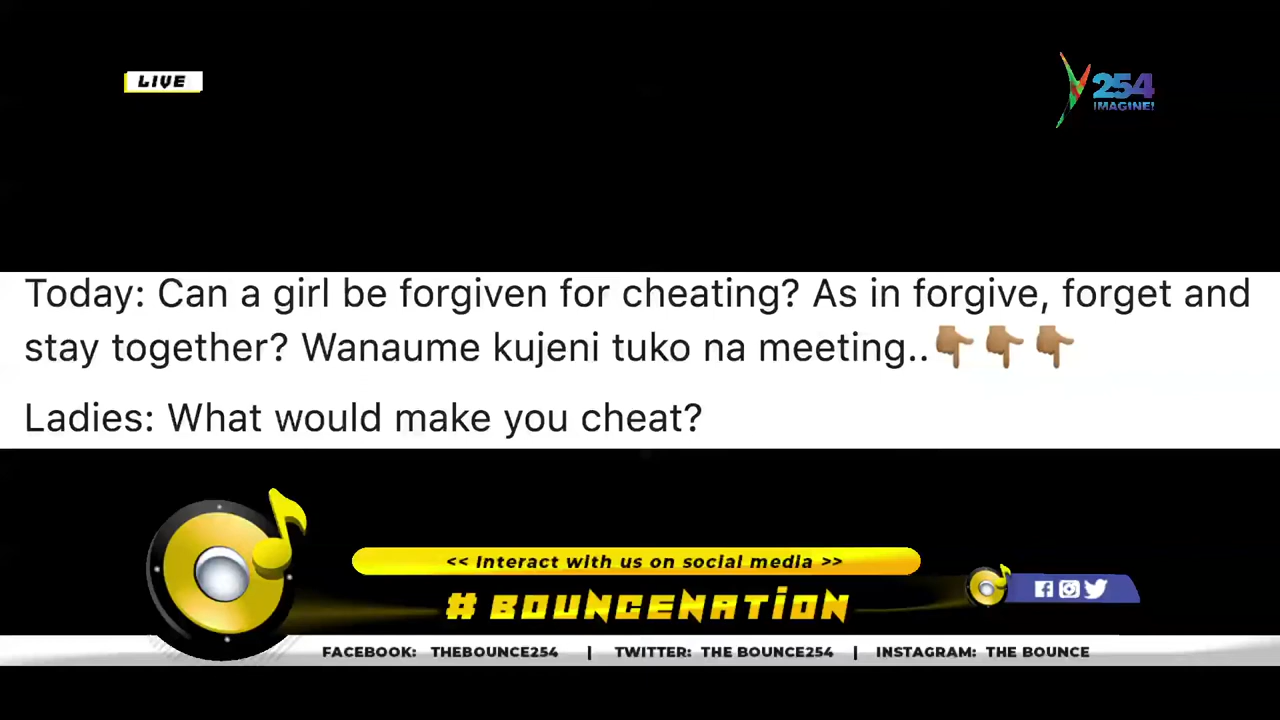 LIVE
254
IMAGINE!
Today: Can a girl be forgiven for cheating? As in forgive, forget and
stay together? Wanaume kujeni tuko na meeting..👇🏽👇🏽👇🏽
Ladies: What would make you cheat?
<< Interact with us on social media >>
# BOUNCENATiON
FACEBOOK: THEBOUNCE254 | TWITTER: THE BOUNCE254 | INSTAGRAM: THE BOUNCE